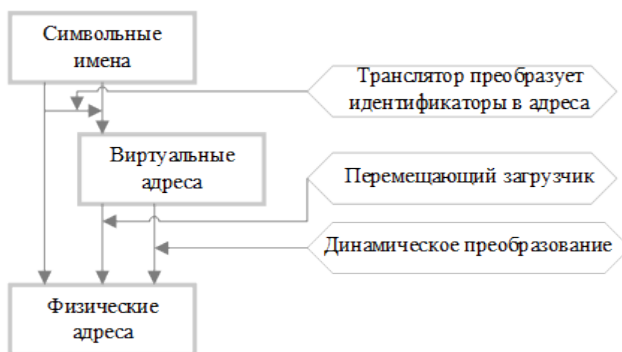 Символьные
имена
Транслятор преобразует
идентификаторы в адреса
Виртуальные
адреса
Перемещающий загрузчик
Динамическое преобразование
Физические
адреса